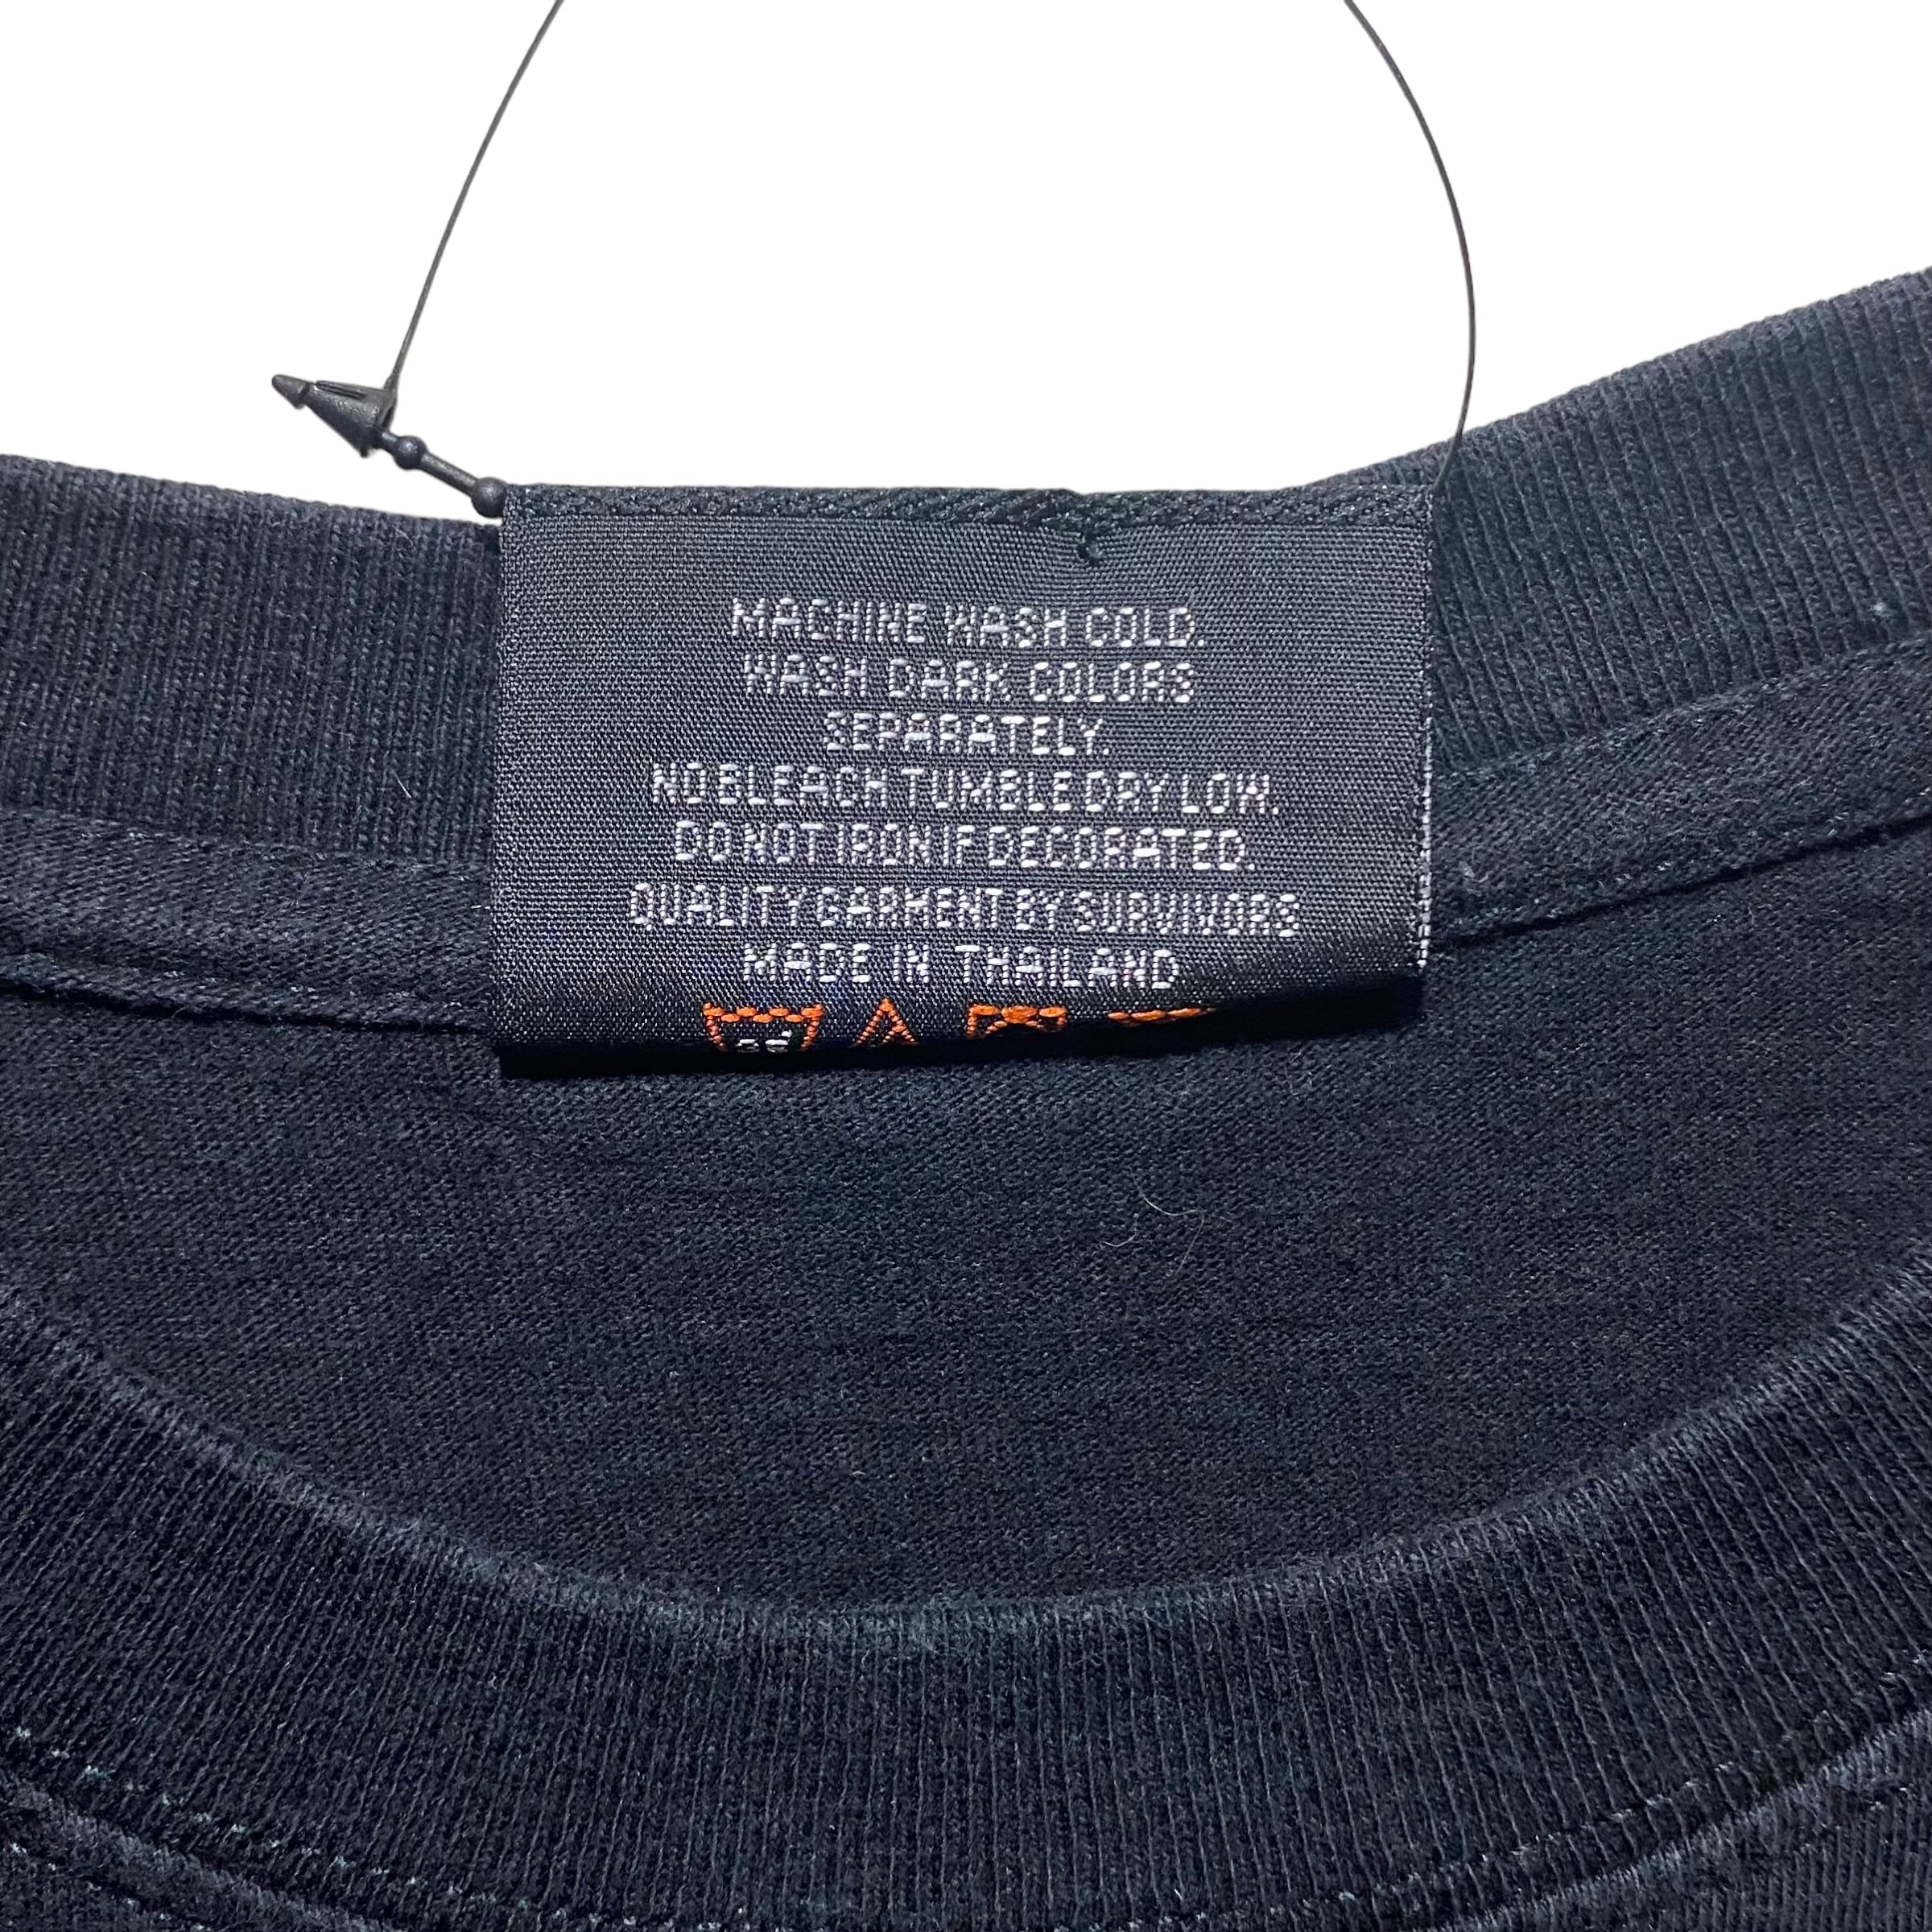 MACHINE WASH COLD.
WASH DARK COLORS
SEPARATELY.
NO BLEACH TUMBLE DRY LOW.
DO NOT IRON IF DECORATED.
QUALITY GARMENT BY SURVIVORS
MADE IN THAILAND